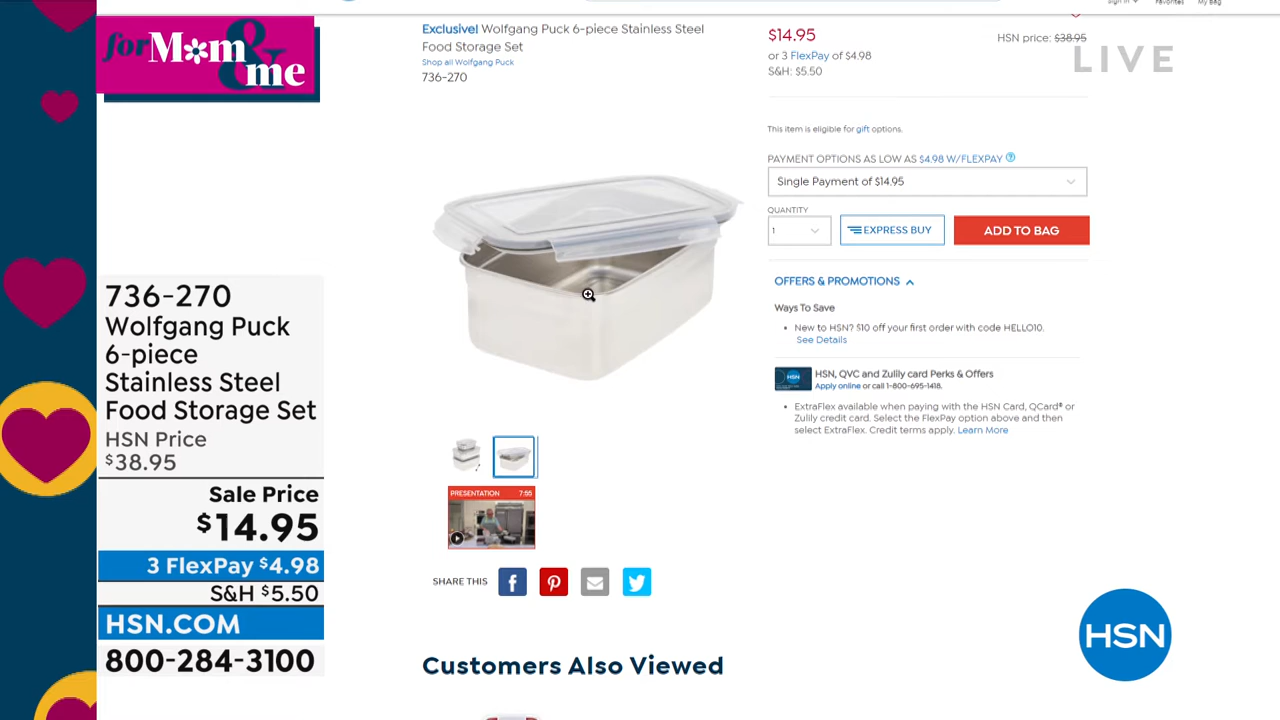 Sign In
Favorites
My Bag
for Mom
& me
Exclusive! Wolfgang Puck 6-piece Stainless Steel
Food Storage Set
Shop all Wolfgang Puck
736-270
$14.95
HSN price: $38.95
or 3 FlexPay of $4.98
S&H: $5.50
LIVE
This item is eligible for gift options.
PAYMENT OPTIONS AS LOW AS $4.98 W/FLEXPAY ?
Single Payment of $14.95
QUANTITY
1
EXPRESS BUY
ADD TO BAG
OFFERS & PROMOTIONS
Ways To Save
New to HSN? $10 off your first order with code HELLO10.
See Details
HSN
HSN, QVC and Zulily card Perks & Offers
Apply online or call 1-800-695-1418.
ExtraFlex available when paying with the HSN Card, QCard® or
Zulily credit card. Select the FlexPay option above and then
select ExtraFlex. Credit terms apply. Learn More
736-270
Wolfgang Puck
6-piece
Stainless Steel
Food Storage Set
HSN Price
$38.95
Sale Price
$14.95
3 FlexPay $4.98
S&H $5.50
HSN.COM
800-284-3100
PRESENTATION 7:55
SHARE THIS
HSN
Customers Also Viewed